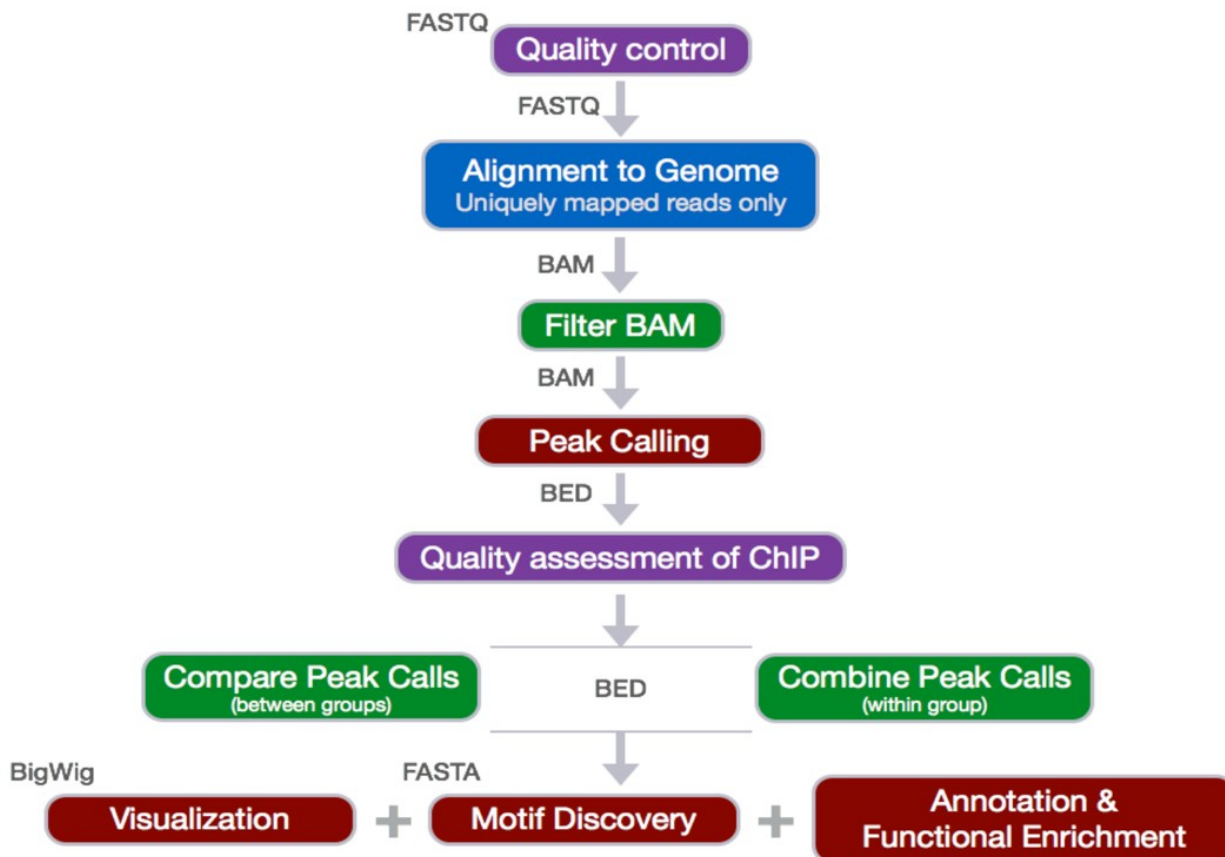 FASTQ
Quality control
FASTQ
Alignment to Genome
Uniquely mapped reads only
BAM
Filter BAM
BAM
Peak Calling
BED
Quality assessment of ChIP
Compare Peak Calls
(between groups)
BED
Combine Peak Calls
(within group)
BigWig
Visualization
+
FASTA
Motif Discovery
+
Annotation &
Functional Enrichment